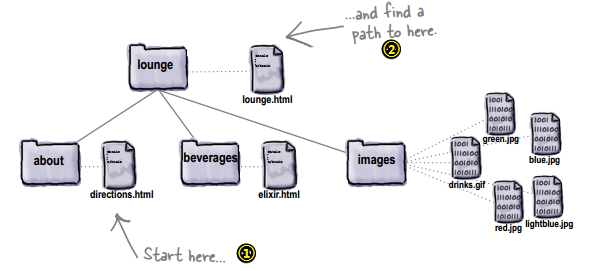 ...and find a
path to here.
2
lounge
lounge.html
about
directions.html
beverages
elixir.html
images
green.jpg
blue.jpg
drinks.gif
red.jpg
lightblue.jpg
Start here...
1